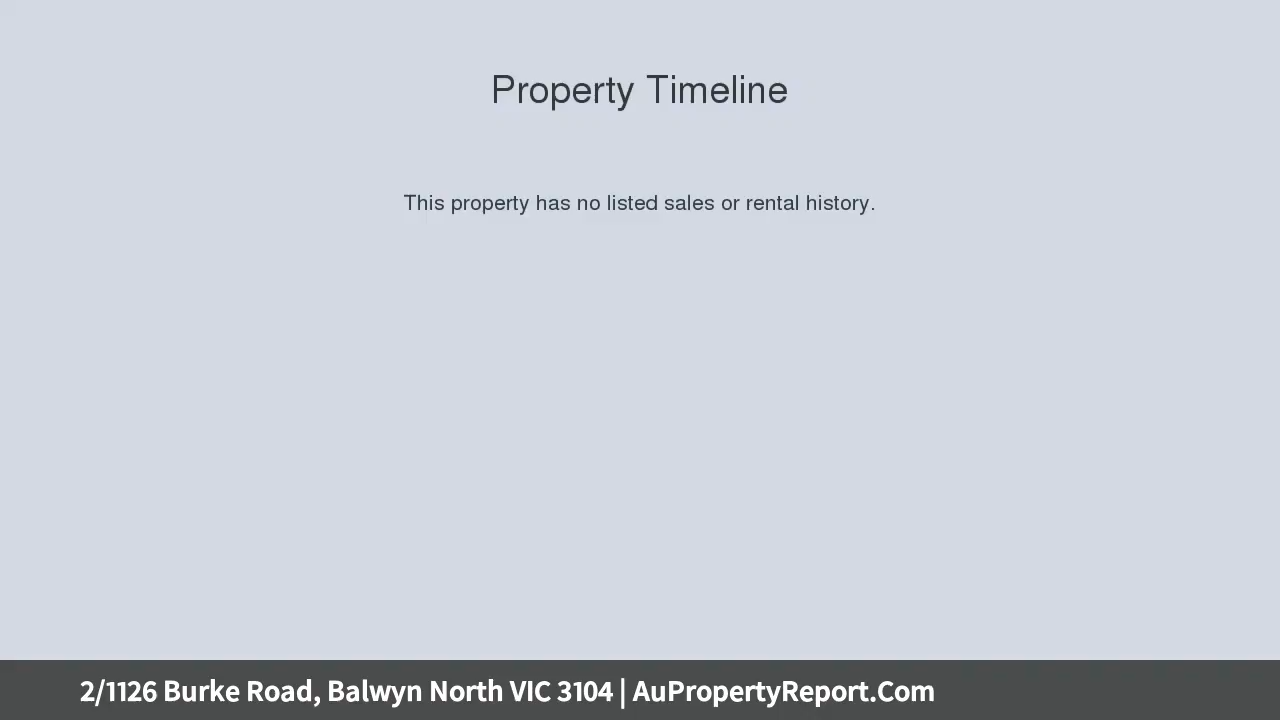 Property Timeline
This property has no listed sales or rental history.
2/1126 Burke Road, Balwyn North VIC 3104 | AuPropertyReport.Com